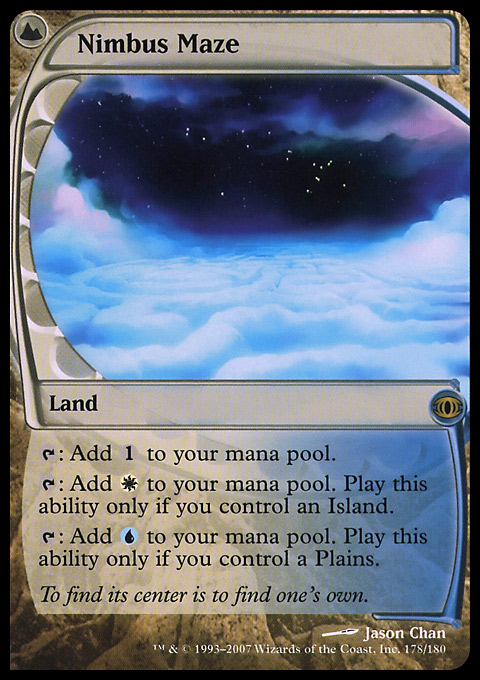 Nimbus Maze
Land
: Add 1 to your mana pool.
: Add to your mana pool. Play this
ability only if you control an Island.
: Add to your mana pool. Play this
ability only if you control a Plains.
To find its center is to find one's own.
Jason Chan
™ & © 1993–2007 Wizards of the Coast, Inc. 178/180